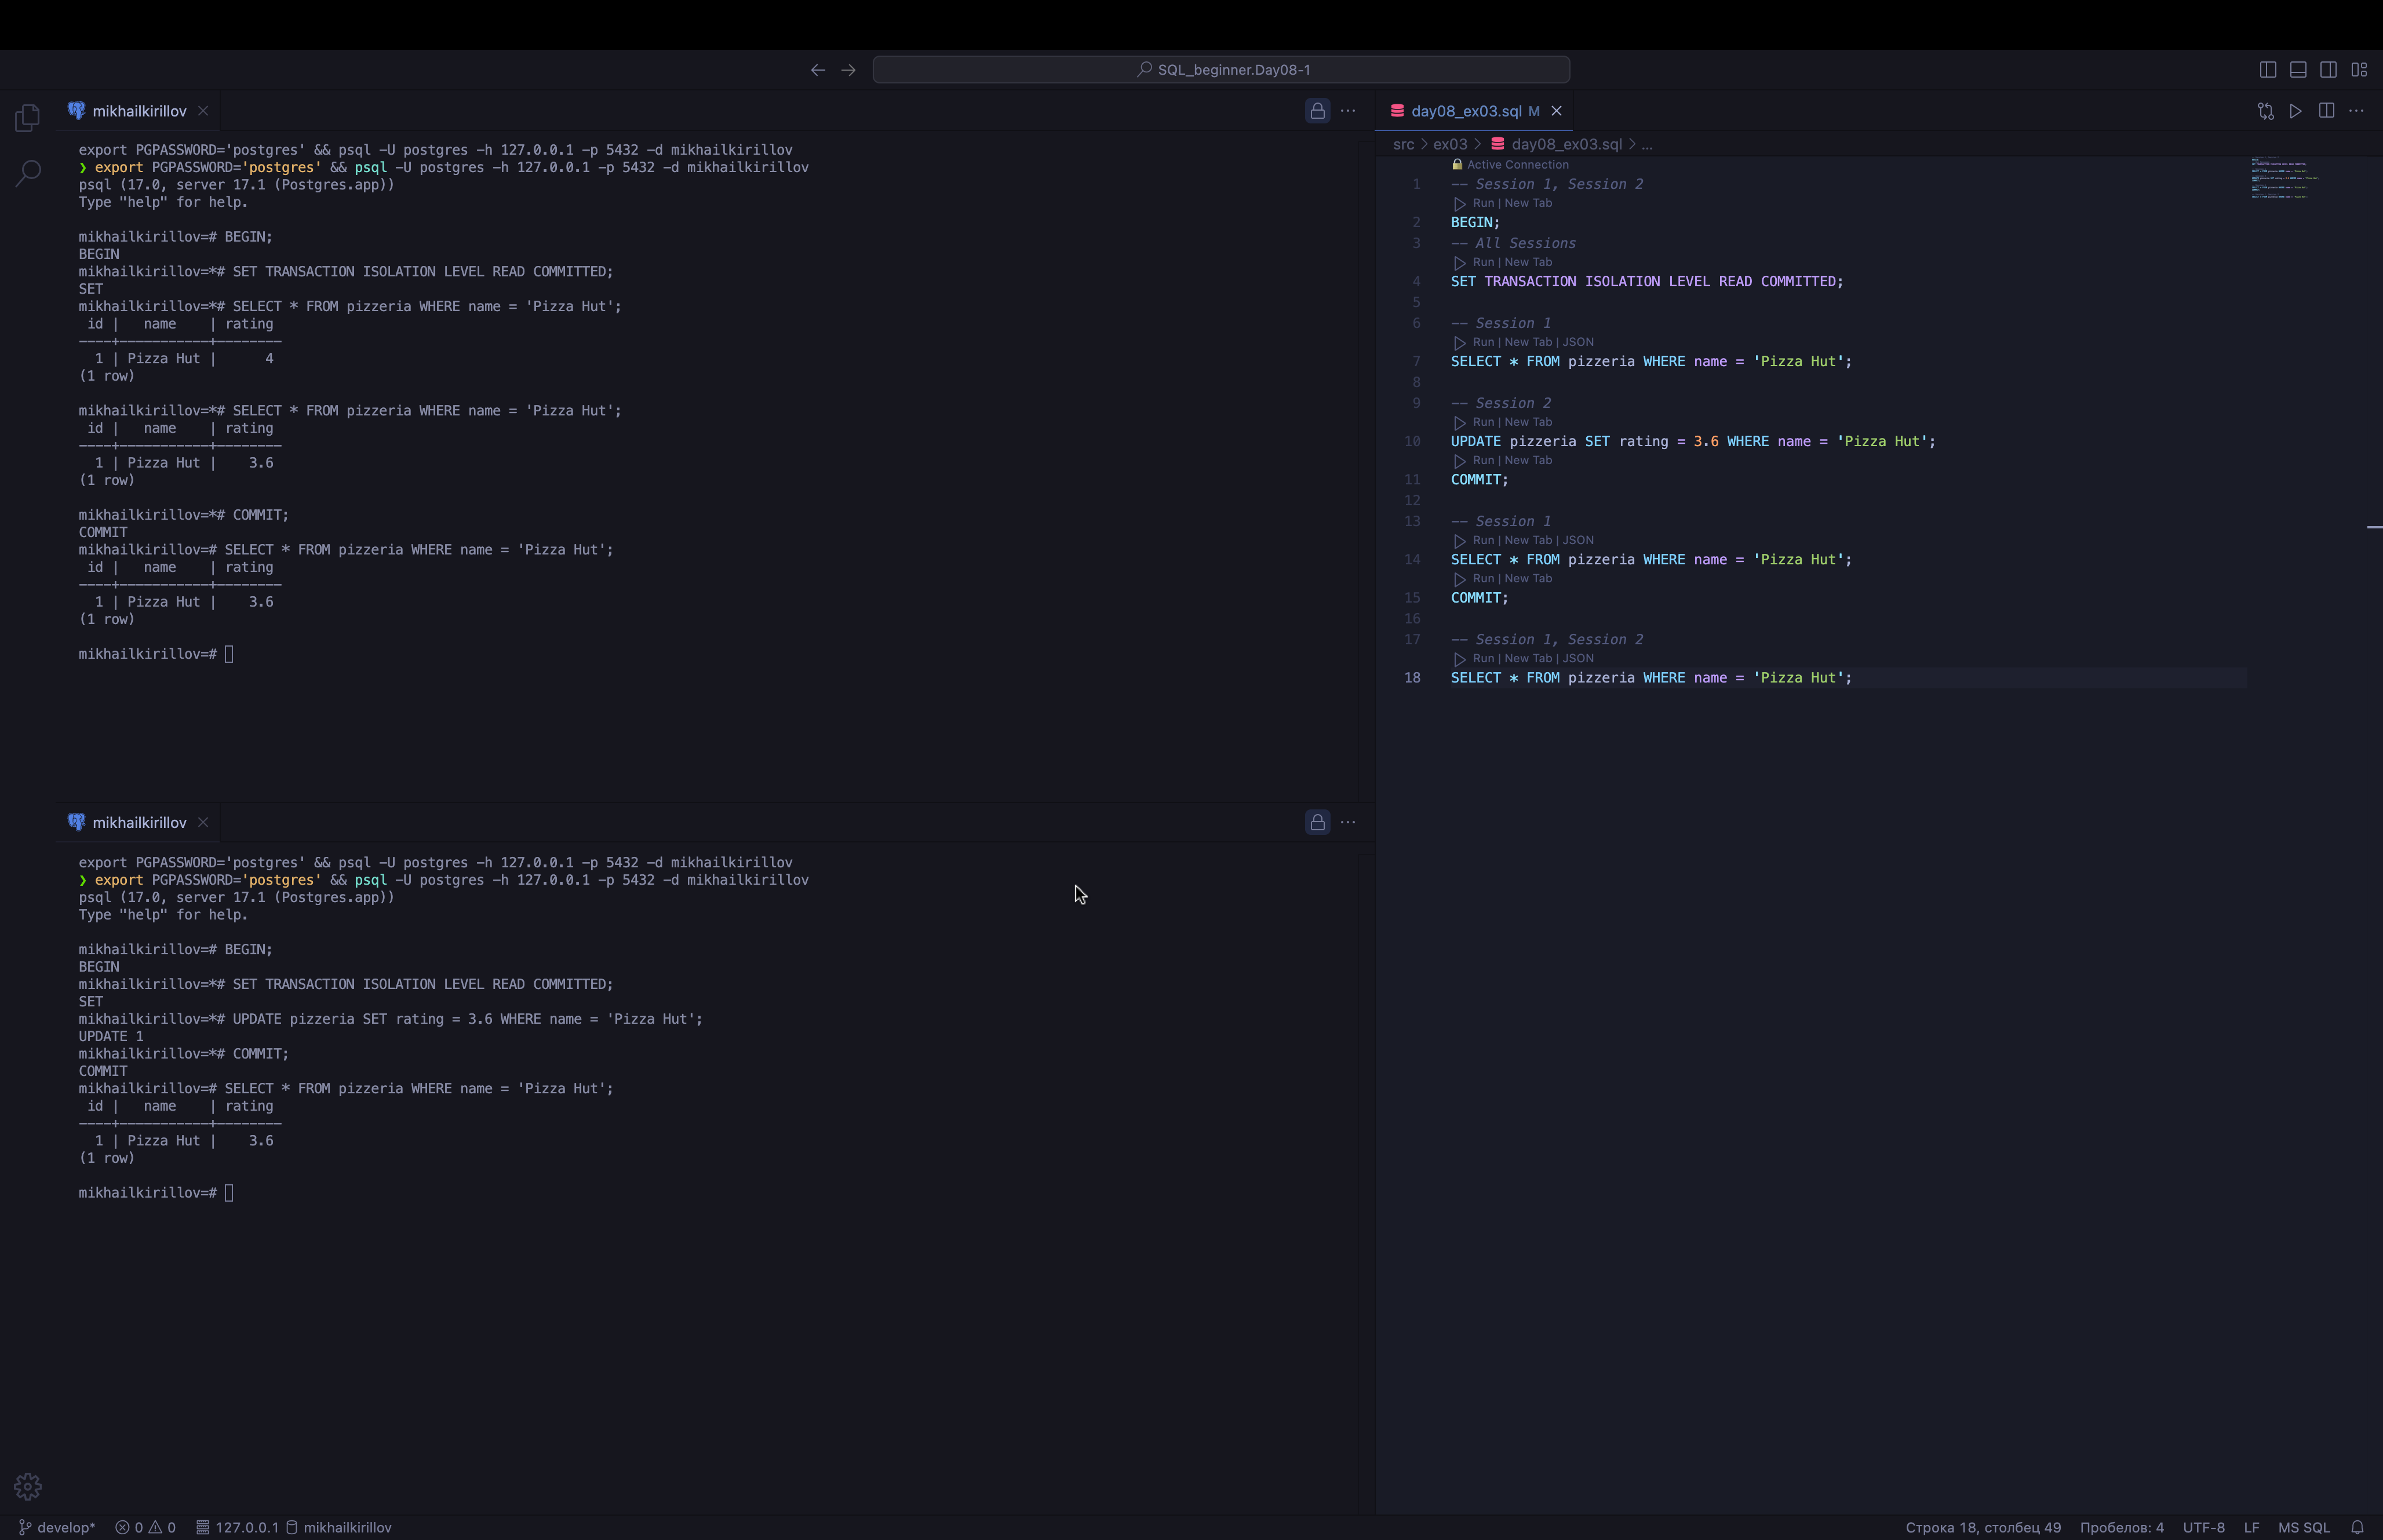 SQL_beginner.Day08-1
mikhailkirillov
export PGPASSWORD='postgres' && psql -U postgres -h 127.0.0.1 -p 5432 -d mikhailkirillov
❯ export PGPASSWORD='postgres' && psql -U postgres -h 127.0.0.1 -p 5432 -d mikhailkirillov
psql (17.0, server 17.1 (Postgres.app))
Type "help" for help.
mikhailkirillov=# BEGIN;
BEGIN
mikhailkirillov=*# SET TRANSACTION ISOLATION LEVEL READ COMMITTED;
SET
mikhailkirillov=*# SELECT * FROM pizzeria WHERE name = 'Pizza Hut';
id | name | rating
----+-----------+--------
1 | Pizza Hut | 4
(1 row)
mikhailkirillov=*# SELECT * FROM pizzeria WHERE name = 'Pizza Hut';
id | name | rating
----+-----------+--------
1 | Pizza Hut | 3.6
(1 row)
mikhailkirillov=*# COMMIT;
COMMIT
mikhailkirillov=# SELECT * FROM pizzeria WHERE name = 'Pizza Hut';
id | name | rating
----+-----------+--------
1 | Pizza Hut | 3.6
(1 row)
mikhailkirillov=#
mikhailkirillov
export PGPASSWORD='postgres' && psql -U postgres -h 127.0.0.1 -p 5432 -d mikhailkirillov
❯ export PGPASSWORD='postgres' && psql -U postgres -h 127.0.0.1 -p 5432 -d mikhailkirillov
psql (17.0, server 17.1 (Postgres.app))
Type "help" for help.
mikhailkirillov=# BEGIN;
BEGIN
mikhailkirillov=*# SET TRANSACTION ISOLATION LEVEL READ COMMITTED;
SET
mikhailkirillov=*# UPDATE pizzeria SET rating = 3.6 WHERE name = 'Pizza Hut';
UPDATE 1
mikhailkirillov=*# COMMIT;
COMMIT
mikhailkirillov=# SELECT * FROM pizzeria WHERE name = 'Pizza Hut';
id | name | rating
----+-----------+--------
1 | Pizza Hut | 3.6
(1 row)
mikhailkirillov=#
day08_ex03.sql M
src > ex03 > day08_ex03.sql > ...
Active Connection
1 -- Session 1, Session 2
Run | New Tab
2 BEGIN;
3 -- All Sessions
Run | New Tab
4 SET TRANSACTION ISOLATION LEVEL READ COMMITTED;
5
6 -- Session 1
Run | New Tab | JSON
7 SELECT * FROM pizzeria WHERE name = 'Pizza Hut';
8
9 -- Session 2
Run | New Tab
10 UPDATE pizzeria SET rating = 3.6 WHERE name = 'Pizza Hut';
Run | New Tab
11 COMMIT;
12
13 -- Session 1
Run | New Tab | JSON
14 SELECT * FROM pizzeria WHERE name = 'Pizza Hut';
Run | New Tab
15 COMMIT;
16
17 -- Session 1, Session 2
Run | New Tab | JSON
18 SELECT * FROM pizzeria WHERE name = 'Pizza Hut';
develop* 0 0 127.0.0.1 mikhailkirillov
Строка 18, столбец 49 Пробелов: 4 UTF-8 LF MS SQL